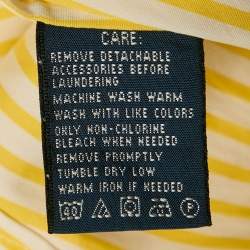 CARE:
REMOVE DETACHABLE
ACCESSORIES BEFORE
LAUNDERING
MACHINE WASH WARM
WASH WITH LIKE COLORS
ONLY NON-CHLORINE
BLEACH WHEN NEEDED
REMOVE PROMPTLY
TUMBLE DRY LOW
WARM IRON IF NEEDED
40 P